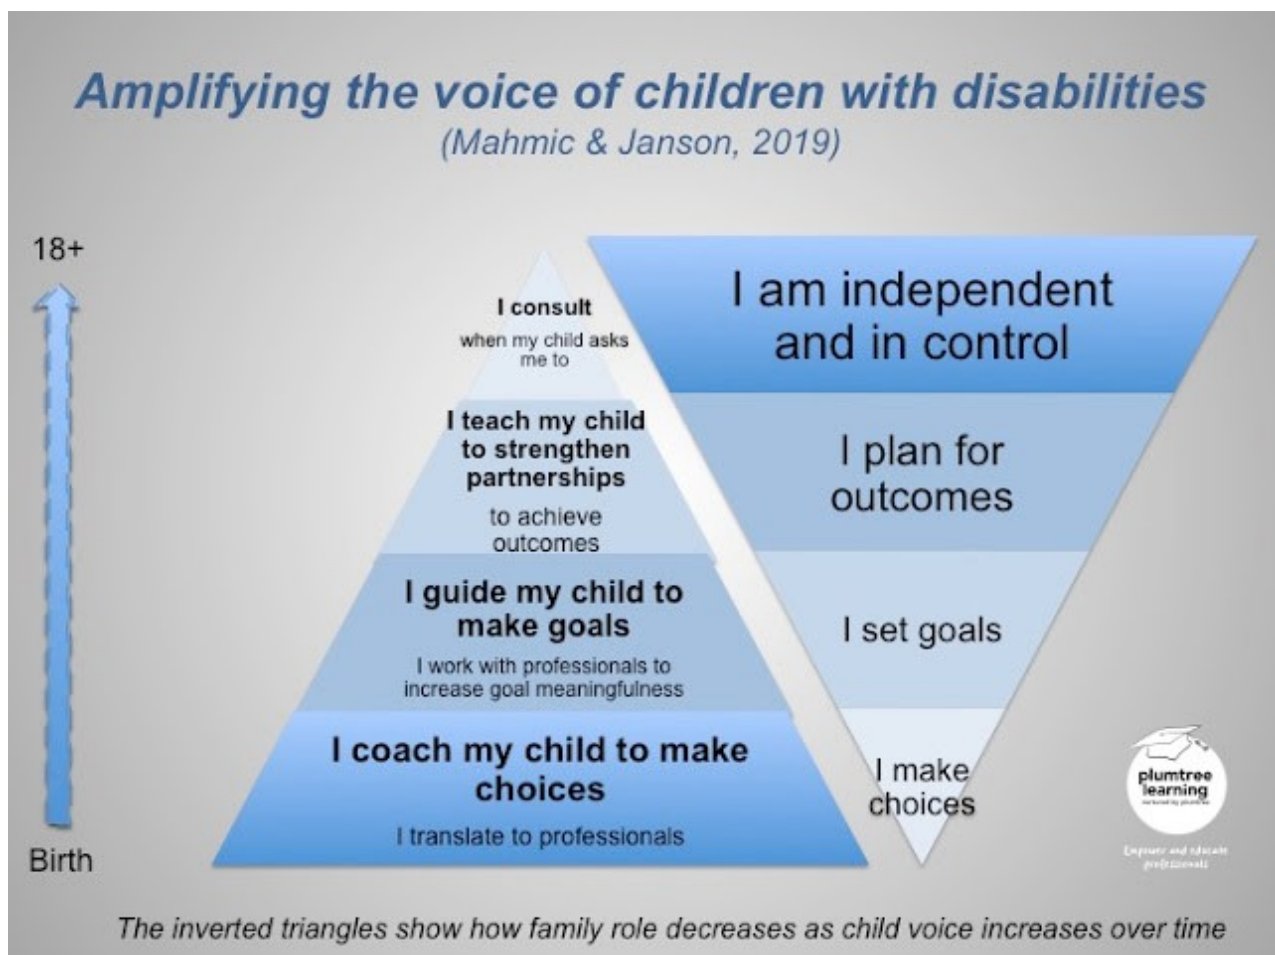 Amplifying the voice of children with disabilities
(Mahmic & Janson, 2019)
18+
Birth
I consult
when my child asks
me to
I teach my child
to strengthen
partnerships
to achieve
outcomes
I guide my child to
make goals
I work with professionals to
increase goal meaningfulness
I coach my child to make
choices
I translate to professionals
I am independent
and in control
I plan for
outcomes
I set goals
I make
choices
plumtree
learning
Empower and educate
professionals
The inverted triangles show how family role decreases as child voice increases over time